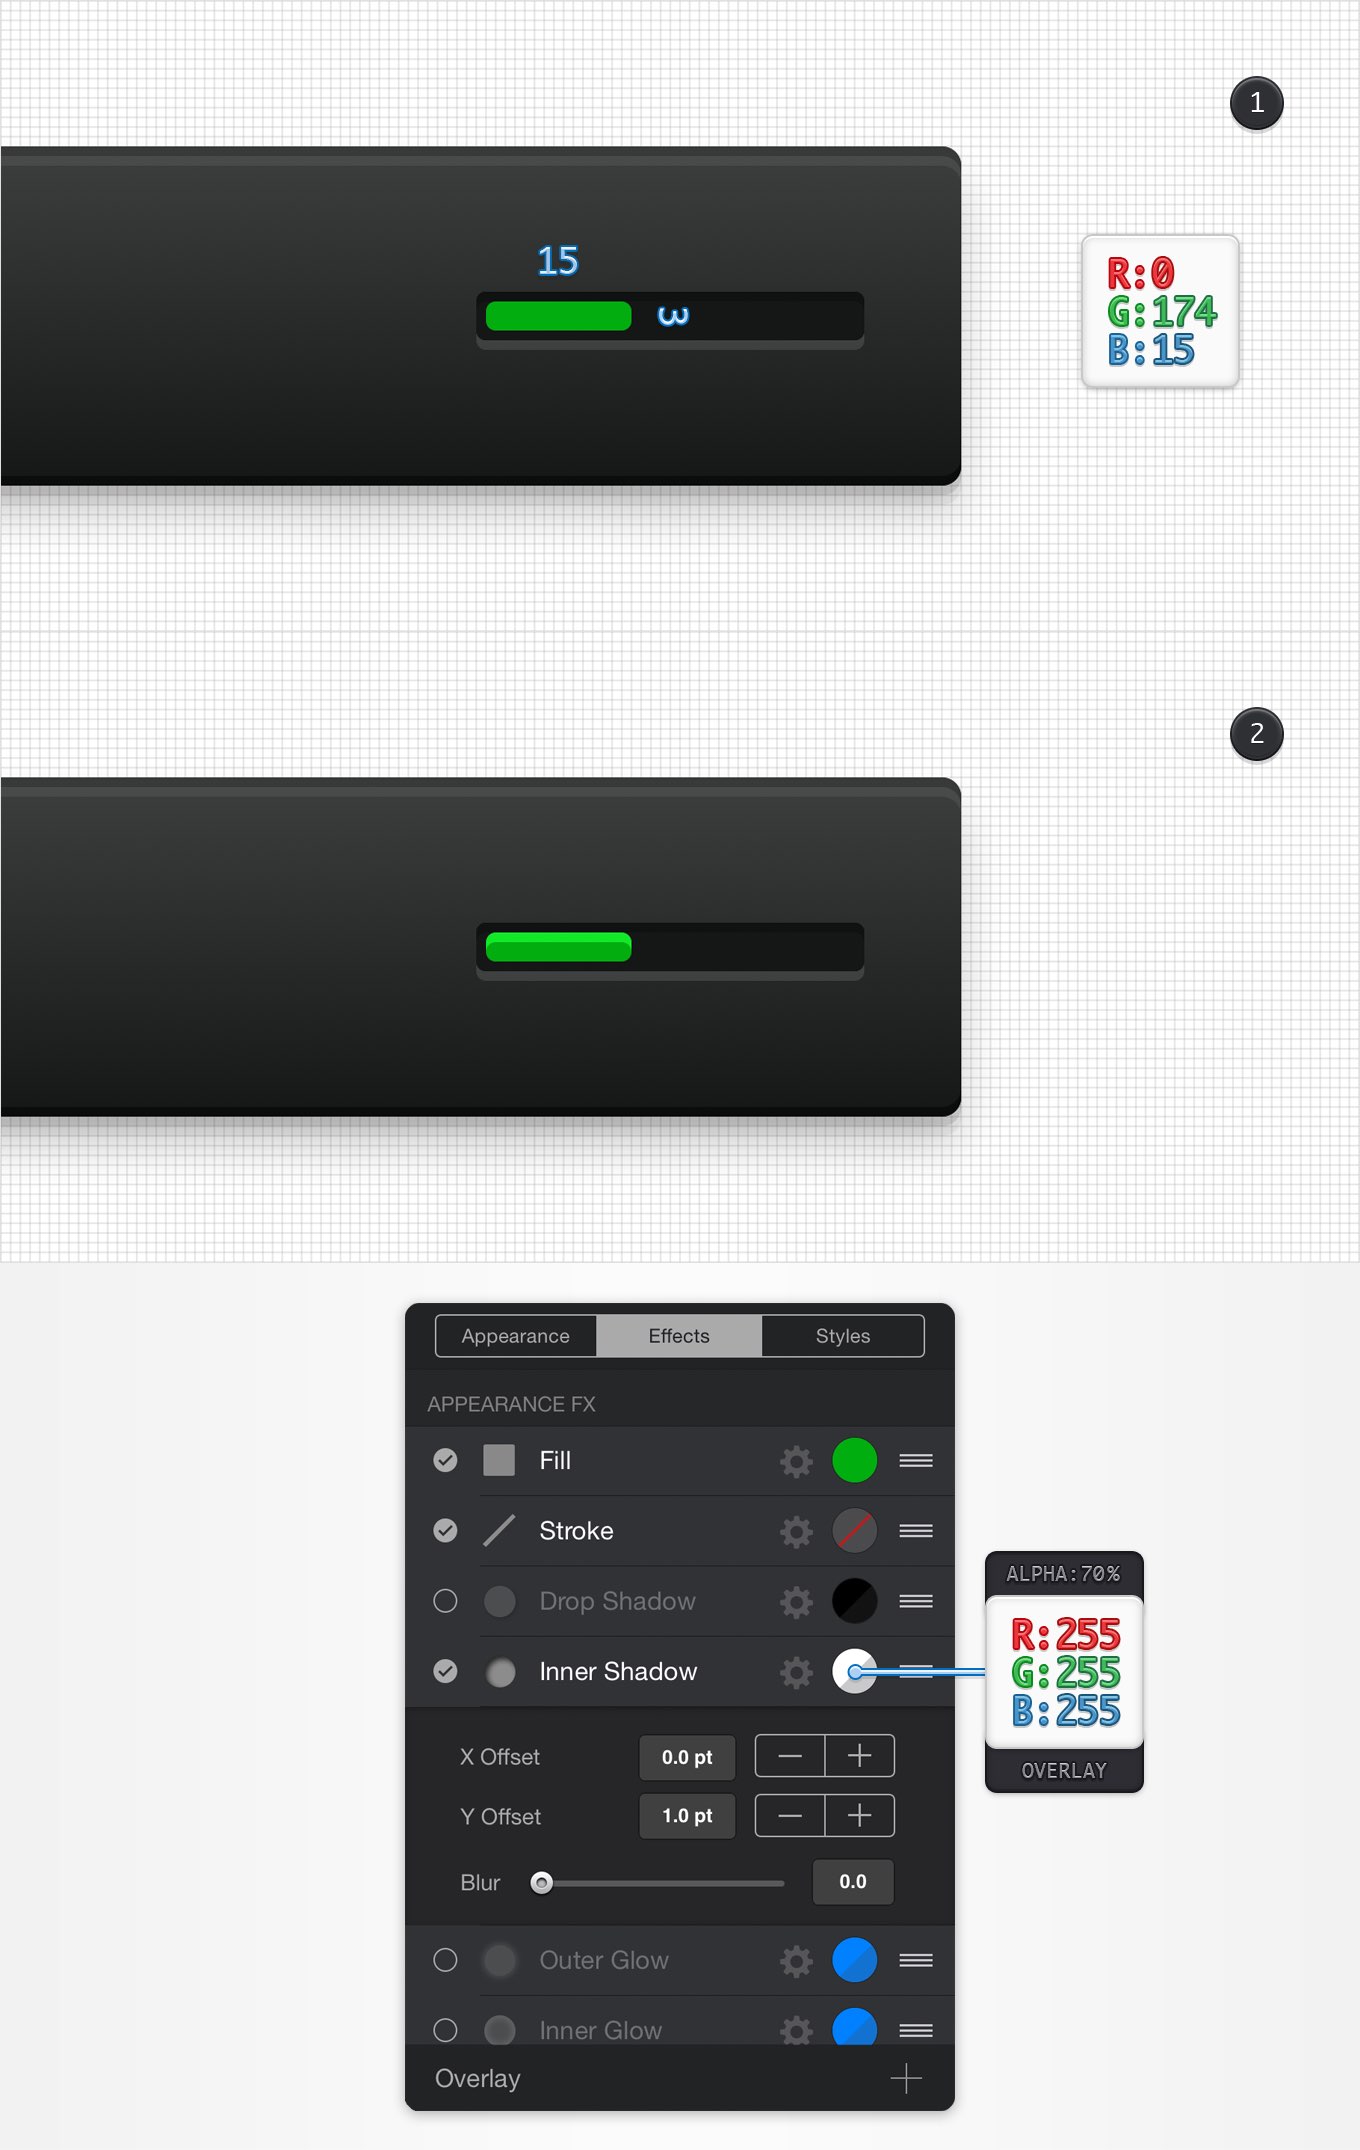 1
15
3
R:0
G:174
B:15
2
Appearance Effects Styles
APPEARANCE FX
Fill
Stroke
Drop Shadow
Inner Shadow
ALPHA:70%
R:255
G:255
B:255
OVERLAY
X Offset 0.0 pt
Y Offset 1.0 pt
Blur 0.0
Outer Glow
Inner Glow
Overlay